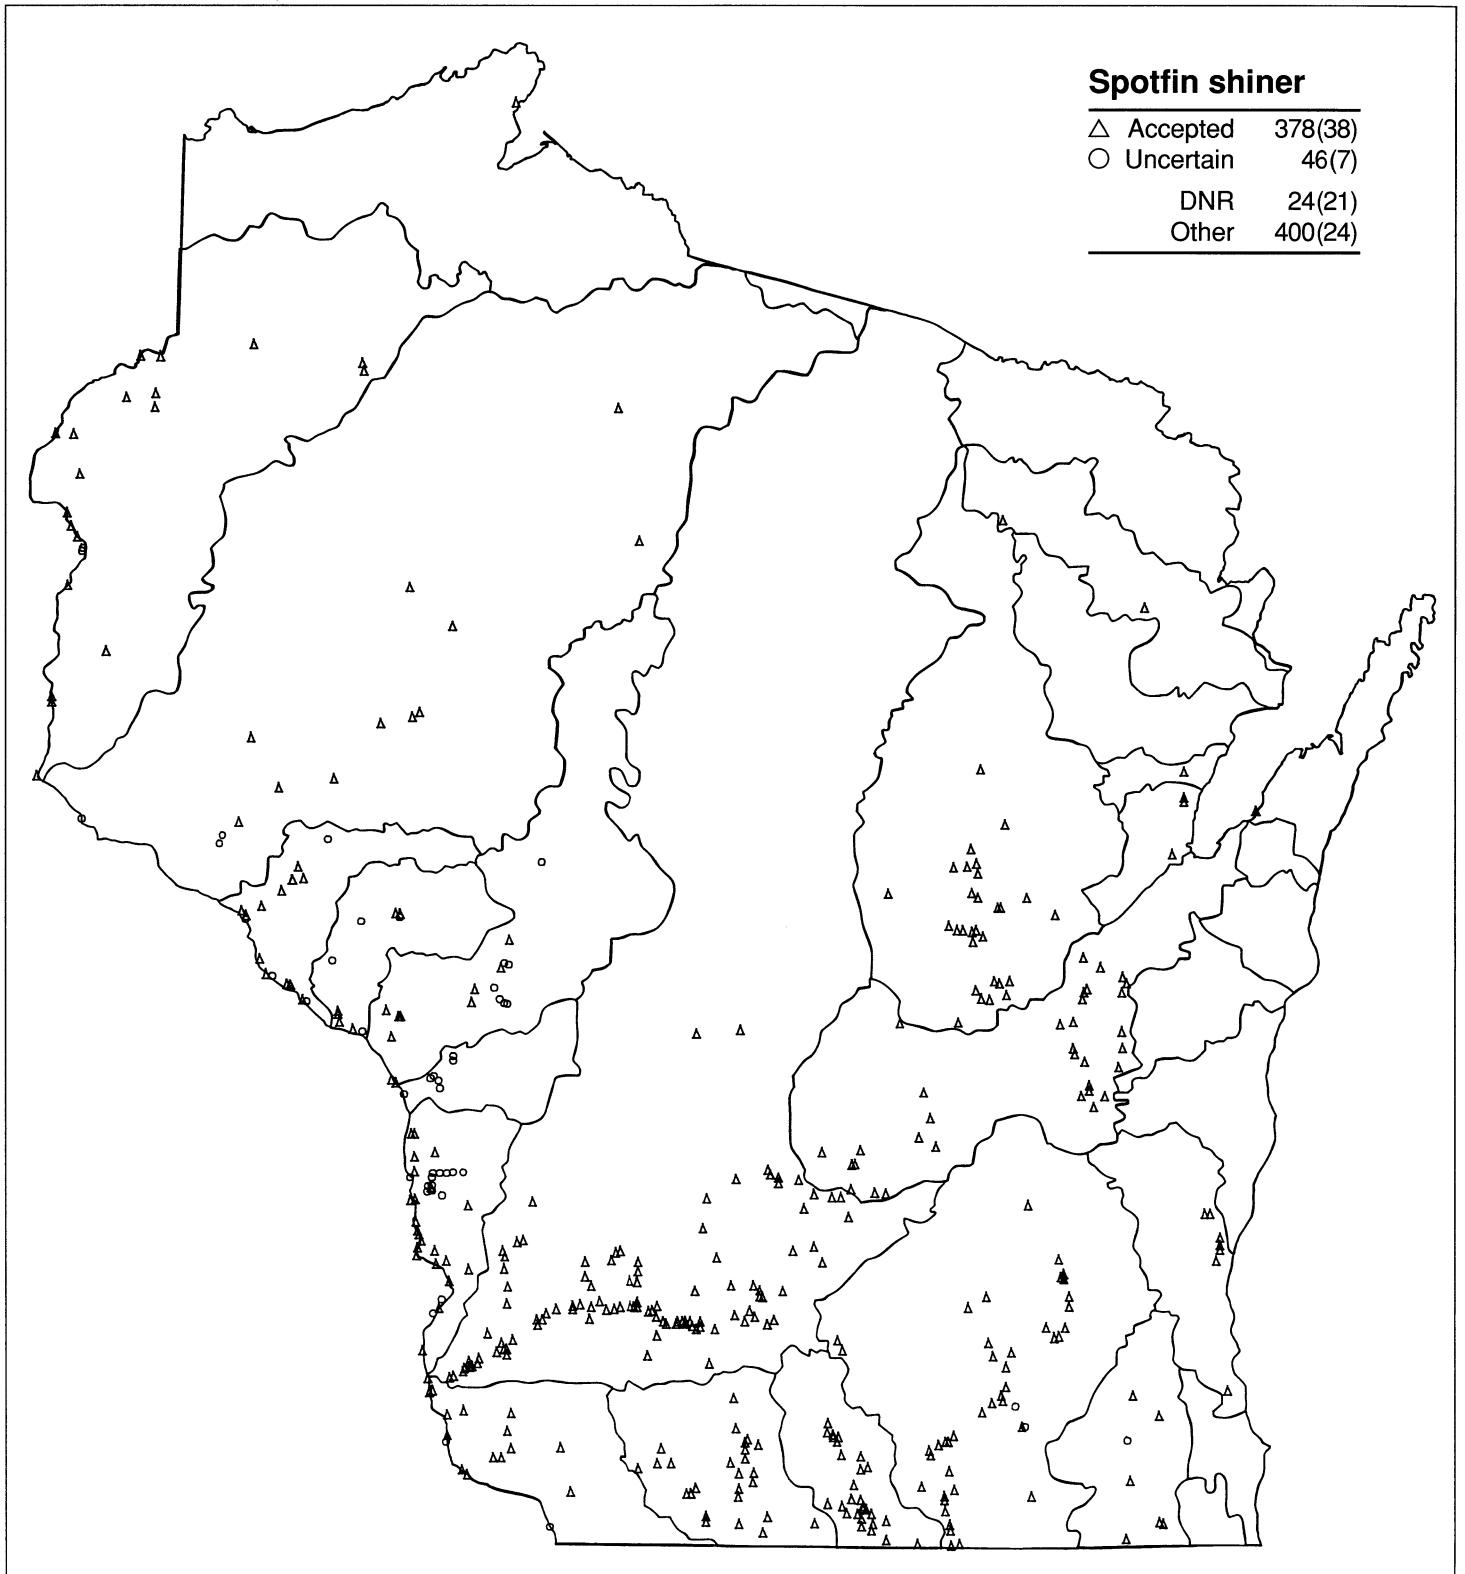 Spotfin shiner
Accepted 378(38)
Uncertain 46(7)
DNR 24(21)
Other 400(24)